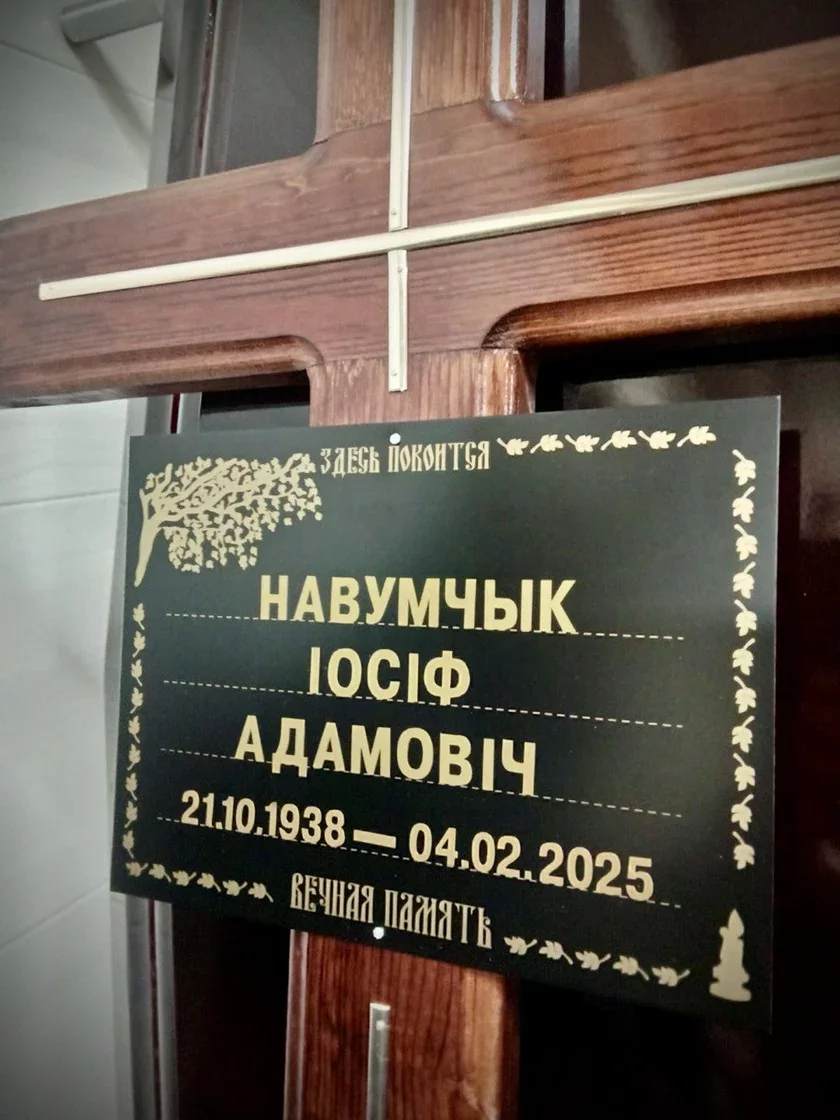 ЗДЕСЬ ПОКОИТСЯ
НАВУМЧЫК
ІОСІФ
АДАМОВІЧ
21.10.1938 — 04.02.2025
ВЕЧНАЯ ПАМЯТЬ